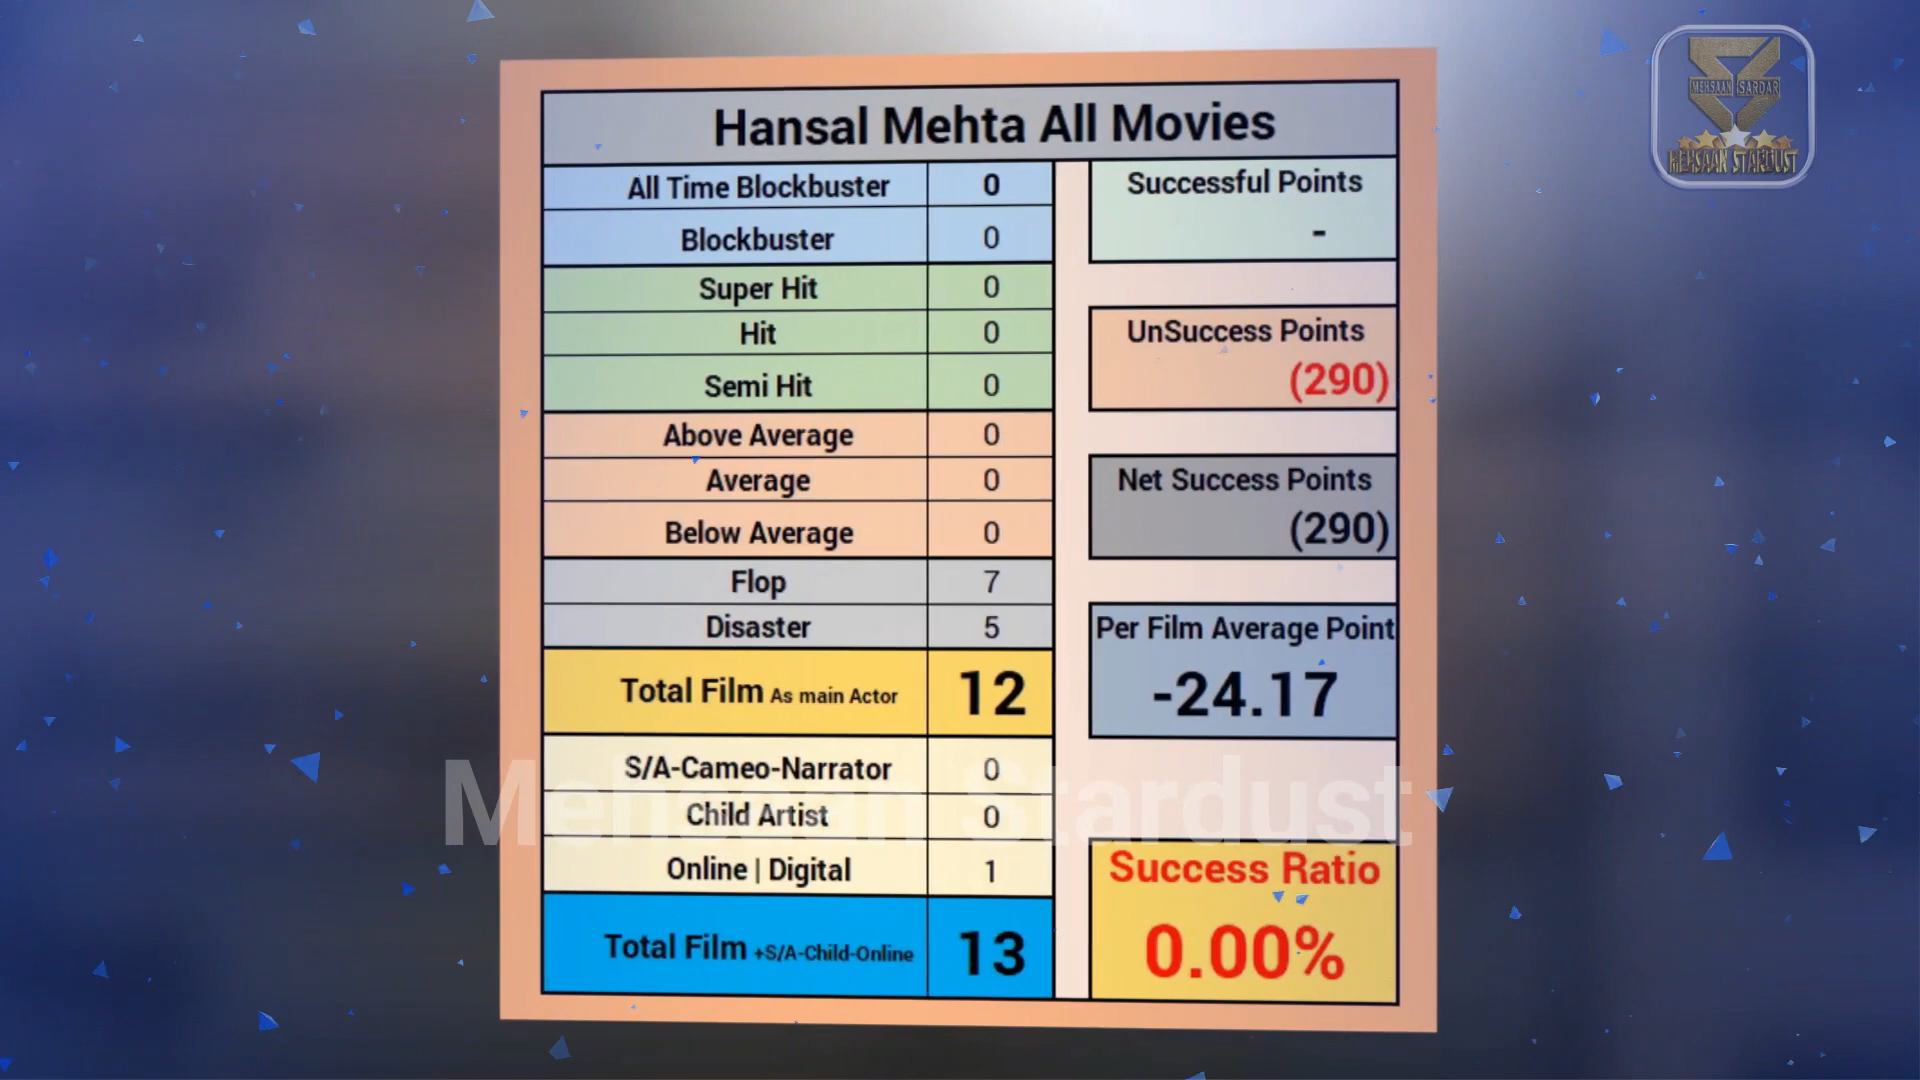 Hansal Mehta All Movies
All Time Blockbuster 0
Blockbuster 0
Super Hit 0
Hit 0
Semi Hit 0
Above Average 0
Average 0
Below Average 0
Flop 7
Disaster 5
Total Film As main Actor 12
S/A-Cameo-Narrator 0
Child Artist 0
Online | Digital 1
Total Film +S/A-Child-Online 13
Successful Points
-
UnSuccess Points
(290)
Net Success Points
(290)
Per Film Average Point
-24.17
Success Ratio
0.00%
Mehsaan Stardust
MEHSAAN SARDAR
MEHSAAN STARDUST